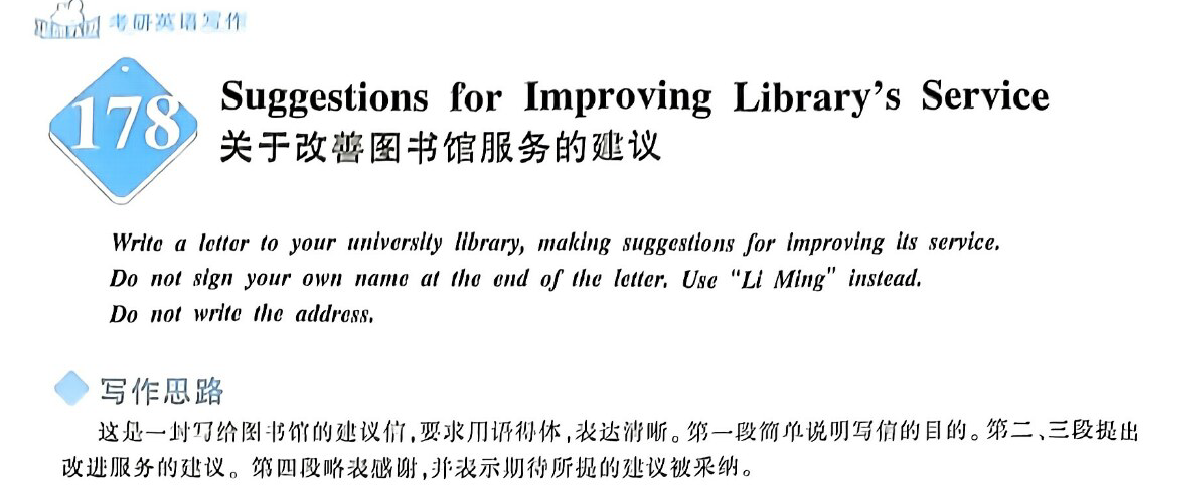 考研英语写作
178
Suggestions for Improving Library's Service
关于改善图书馆服务的建议
Write a letter to your university library, making suggestions for improving its service.
Do not sign your own name at the end of the letter. Use “Li Ming” instead.
Do not write the address.
写作思路
这是一封写给图书馆的建议信,要求用语得体,表达清晰。第一段简单说明写信的目的。第二、三段提出
改进服务的建议。第四段略表感谢,并表示期待所提的建议被采纳。